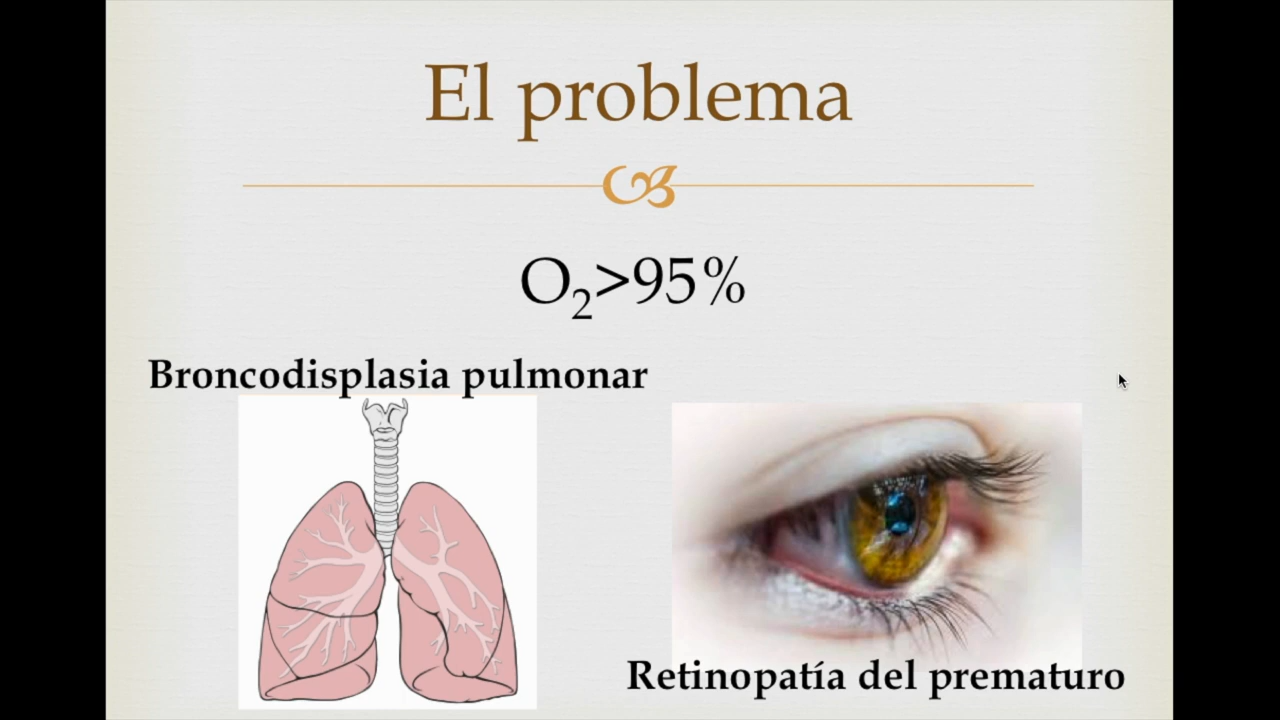 El problema
O₂>95%
Broncodisplasia pulmonar
Retinopatía del prematuro